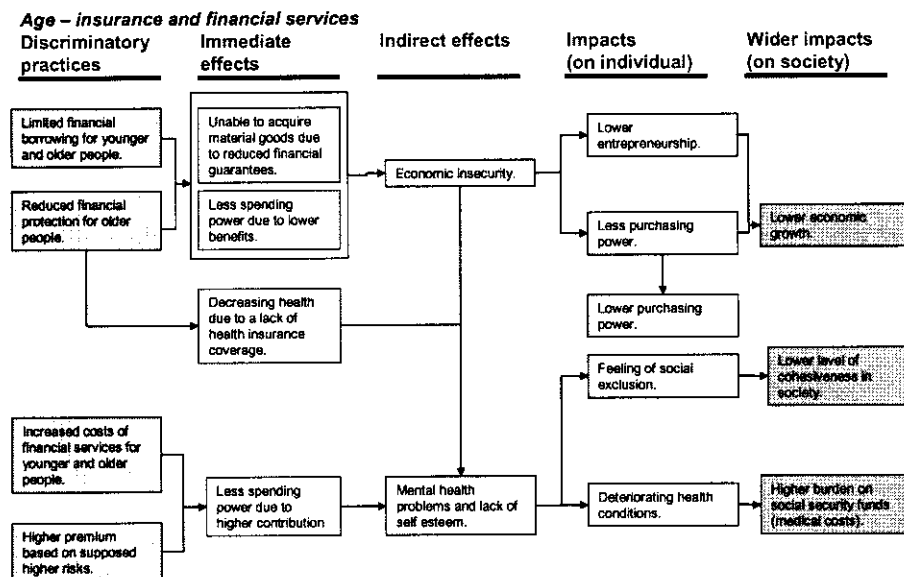 Age – insurance and financial services
Discriminatory
practices
Immediate
effects
Indirect effects
Impacts
(on individual)
Wider impacts
(on society)
Limited financial
borrowing for younger
and older people.
Reduced financial
protection for older
people.
Unable to acquire
material goods due
to reduced financial
guarantees.
Less spending
power due to lower
benefits.
Economic insecurity.
Lower
entrepreneurship.
Less purchasing
power.
Lower economic
growth.
Decreasing health
due to a lack of
health insurance
coverage.
Lower purchasing
power.
Feeling of social
exclusion.
Lower level of
cohesiveness in
society.
Increased costs of
financial services for
younger and older
people.
Higher premium
based on supposed
higher risks.
Less spending
power due to
higher contribution
Mental health
problems and lack of
self esteem.
Deteriorating health
conditions.
Higher burden on
social security funds
(medical costs).